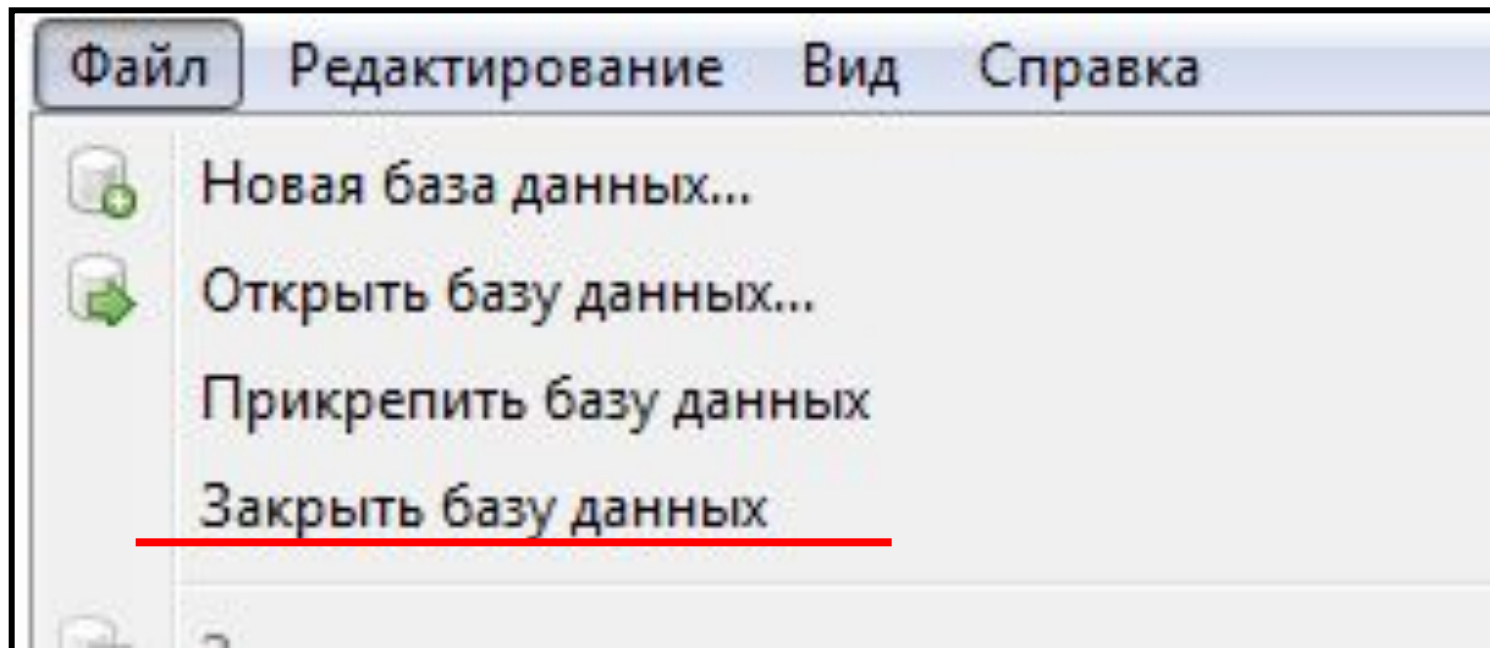 Файл Редактирование Вид Справка
Новая база данных...
Открыть базу данных...
Прикрепить базу данных
Закрыть базу данных